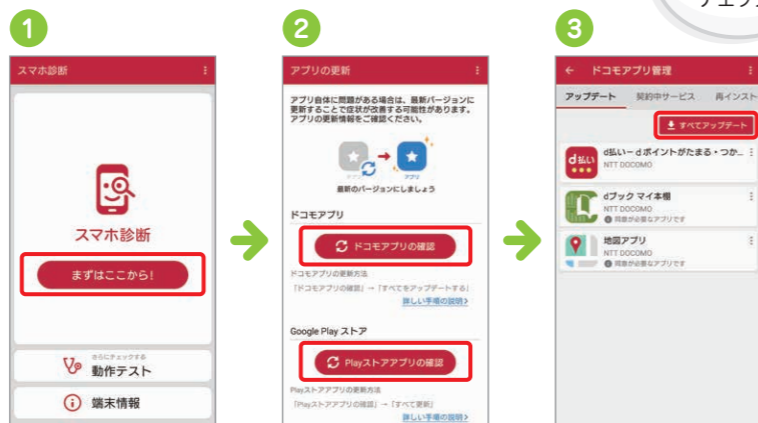 チェック
1
スマホ診断
スマホ診断
まずはここから!
さらにチェックする
動作テスト
端末情報
2
アプリの更新
アプリ自体に問題がある場合は、最新バージョンに
更新することで症状が改善する可能性があります。
アプリの更新情報をご確認ください。
アプリ
アプリ
最新のバージョンにしましょう
ドコモアプリ
ドコモアプリの確認
ドコモアプリの更新方法
「ドコモアプリの確認」→「すべてをアップデートする」
詳しい手順の説明>
Google Play ストア
Playストアアプリの確認
Playストアアプリの更新方法
「Playストアアプリの確認」→「すべて更新」
詳しい手順の説明>
3
← ドコモアプリ管理
アップデート 契約中サービス 再インスト
すべてアップデート
d払い
d払い－dポイントがたまる・つか...
NTT DOCOMO
dブック マイ本棚
NTT DOCOMO
同意が必要なアプリです
地図アプリ
NTT DOCOMO
同意が必要なアプリです